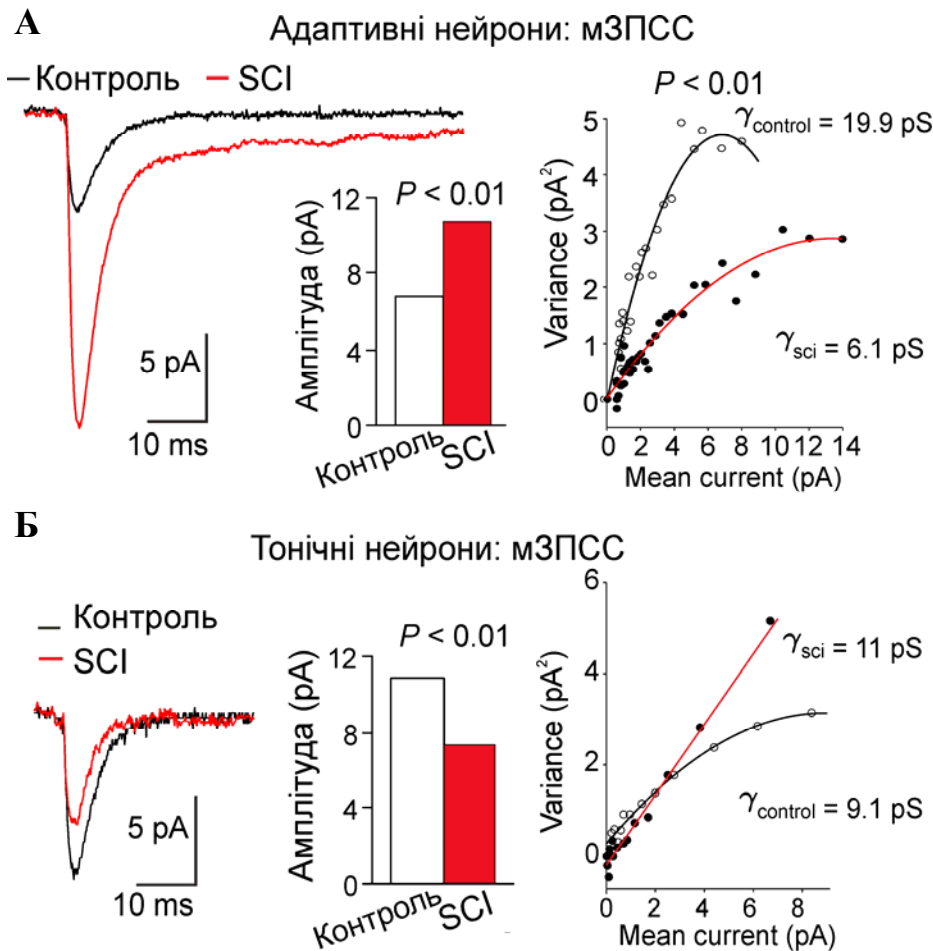 А
Адаптивні нейрони: мЗПСС
Контроль SCI
5 pA
10 ms
P < 0.01
Амплітуда (pA)
12
8
4
0
Контроль
SCI
P < 0.01
γcontrol = 19.9 pS
γsci = 6.1 pS
Variance (pA²)
5
4
3
2
1
0
0 2 4 6 8 10 12 14
Mean current (pA)
Б
Тонічні нейрони: мЗПСС
Контроль
SCI
5 pA
10 ms
P < 0.01
Амплітуда (pA)
12
8
4
0
Контроль
SCI
γsci = 11 pS
γcontrol = 9.1 pS
Variance (pA²)
6
4
2
0
0 2 4 6 8
Mean current (pA)